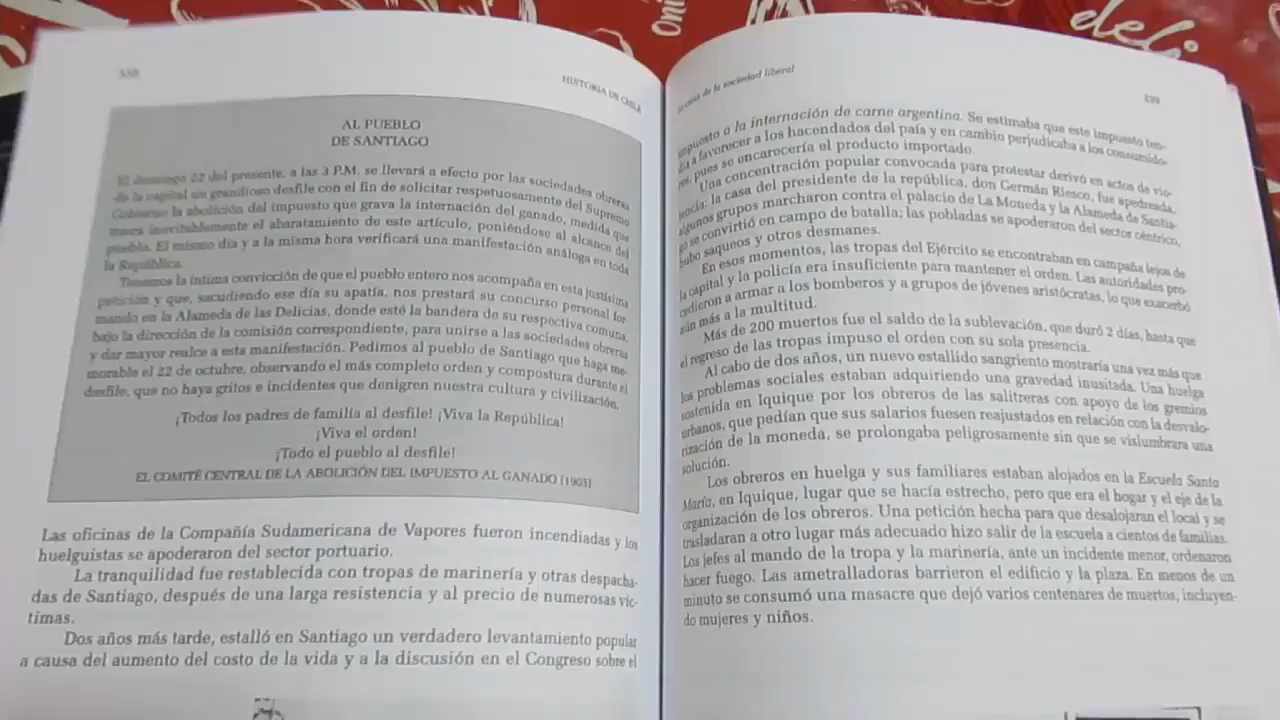 Oni
deli
HISTORIA DE CHILE
AL PUEBLO
DE SANTIAGO
El domingo 22 del presente, a las 3 P.M. se llevará a efecto por las sociedades obreras
de la capital un grandioso desfile con el fin de solicitar respetuosamente del Supremo
Gobierno la abolición del impuesto que grava la internación del ganado, medida que
traerá inevitablemente el abaratamiento de este artículo, poniéndose al alcance del
pueblo. El mismo día y a la misma hora verificará una manifestación análoga en toda
la República.
Tenemos la íntima convicción de que el pueblo entero nos acompaña en esta justísima
petición y que, sacudiendo ese día su apatía, nos prestará su concurso personal for-
mando en la Alameda de las Delicias, donde esté la bandera de su respectiva comuna,
bajo la dirección de la comisión correspondiente, para unirse a las sociedades obreras
y dar mayor realce a esta manifestación. Pedimos al pueblo de Santiago que haga me-
morable el 22 de octubre, observando el más completo orden y compostura durante el
desfile, que no haya gritos e incidentes que denigren nuestra cultura y civilización.
¡Todos los padres de familia al desfile! ¡Viva la República!
¡Viva el orden!
¡Todo el pueblo al desfile!
EL COMITÉ CENTRAL DE LA ABOLICIÓN DEL IMPUESTO AL GANADO (1905)
Las oficinas de la Compañía Sudamericana de Vapores fueron incendiadas y los
huelguistas se apoderaron del sector portuario.
La tranquilidad fue restablecida con tropas de marinería y otras despacha-
das de Santiago, después de una larga resistencia y al precio de numerosas víc-
timas.
Dos años más tarde, estalló en Santiago un verdadero levantamiento popular
a causa del aumento del costo de la vida y a la discusión en el Congreso sobre el
de la sociedad liberal
339
impuesto a la internación de carne argentina. Se estimaba que este impuesto ten-
día a favorecer a los hacendados del país y en cambio perjudicaba a los consumido-
res, pues se encarecería el producto importado.
Una concentración popular convocada para protestar derivó en actos de vio-
lencia: la casa del presidente de la república, don Germán Riesco, fue apedreada,
algunos grupos marcharon contra el palacio de La Moneda y la Alameda de Santia-
go se convirtió en campo de batalla; las pobladas se apoderaron del sector céntrico,
hubo saqueos y otros desmanes.
En esos momentos, las tropas del Ejército se encontraban en campaña lejos de
la capital y la policía era insuficiente para mantener el orden. Las autoridades pro-
cedieron a armar a los bomberos y a grupos de jóvenes aristócratas, lo que exacerbó
aún más a la multitud.
Más de 200 muertos fue el saldo de la sublevación, que duró 2 días, hasta que
el regreso de las tropas impuso el orden con su sola presencia.
Al cabo de dos años, un nuevo estallido sangriento mostraría una vez más que
los problemas sociales estaban adquiriendo una gravedad inusitada. Una huelga
sostenida en Iquique por los obreros de las salitreras con apoyo de los gremios
urbanos, que pedían que sus salarios fuesen reajustados en relación con la desvalo-
rización de la moneda, se prolongaba peligrosamente sin que se vislumbrara una
solución.
Los obreros en huelga y sus familiares estaban alojados en la Escuela Santa
María, en Iquique, lugar que se hacía estrecho, pero que era el hogar y el eje de la
organización de los obreros. Una petición hecha para que desalojaran el local y se
trasladaran a otro lugar más adecuado hizo salir de la escuela a cientos de familias.
Los jefes al mando de la tropa y la marinería, ante un incidente menor, ordenaron
hacer fuego. Las ametralladoras barrieron el edificio y la plaza. En menos de un
minuto se consumó una masacre que dejó varios centenares de muertos, incluyen-
do mujeres y niños.